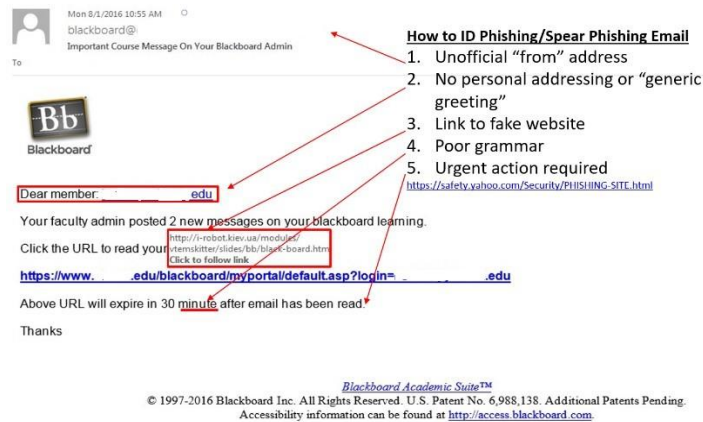 Mon 8/1/2016 10:55 AM
blackboard@
Important Course Message On Your Blackboard Admin
To
How to ID Phishing/Spear Phishing Email
1. Unofficial “from” address
2. No personal addressing or “generic
greeting”
3. Link to fake website
4. Poor grammar
5. Urgent action required
https://safety.yahoo.com/Security/PHISHING-SITE.html
Bb
Blackboard
Dear member: edu
Your faculty admin posted 2 new messages on your blackboard learning.
http://i-robot.kiev.ua/modules/
Click the URL to read your vtemskitter/slides/bb/black-board.htm
Click to follow link
https://www. .edu/blackboard/myportal/default.asp?login= .edu
Above URL will expire in 30 minute after email has been read.
Thanks
Blackboard Academic Suite™
© 1997-2016 Blackboard Inc. All Rights Reserved. U.S. Patent No. 6,988,138. Additional Patents Pending.
Accessibility information can be found at http://access.blackboard.com.